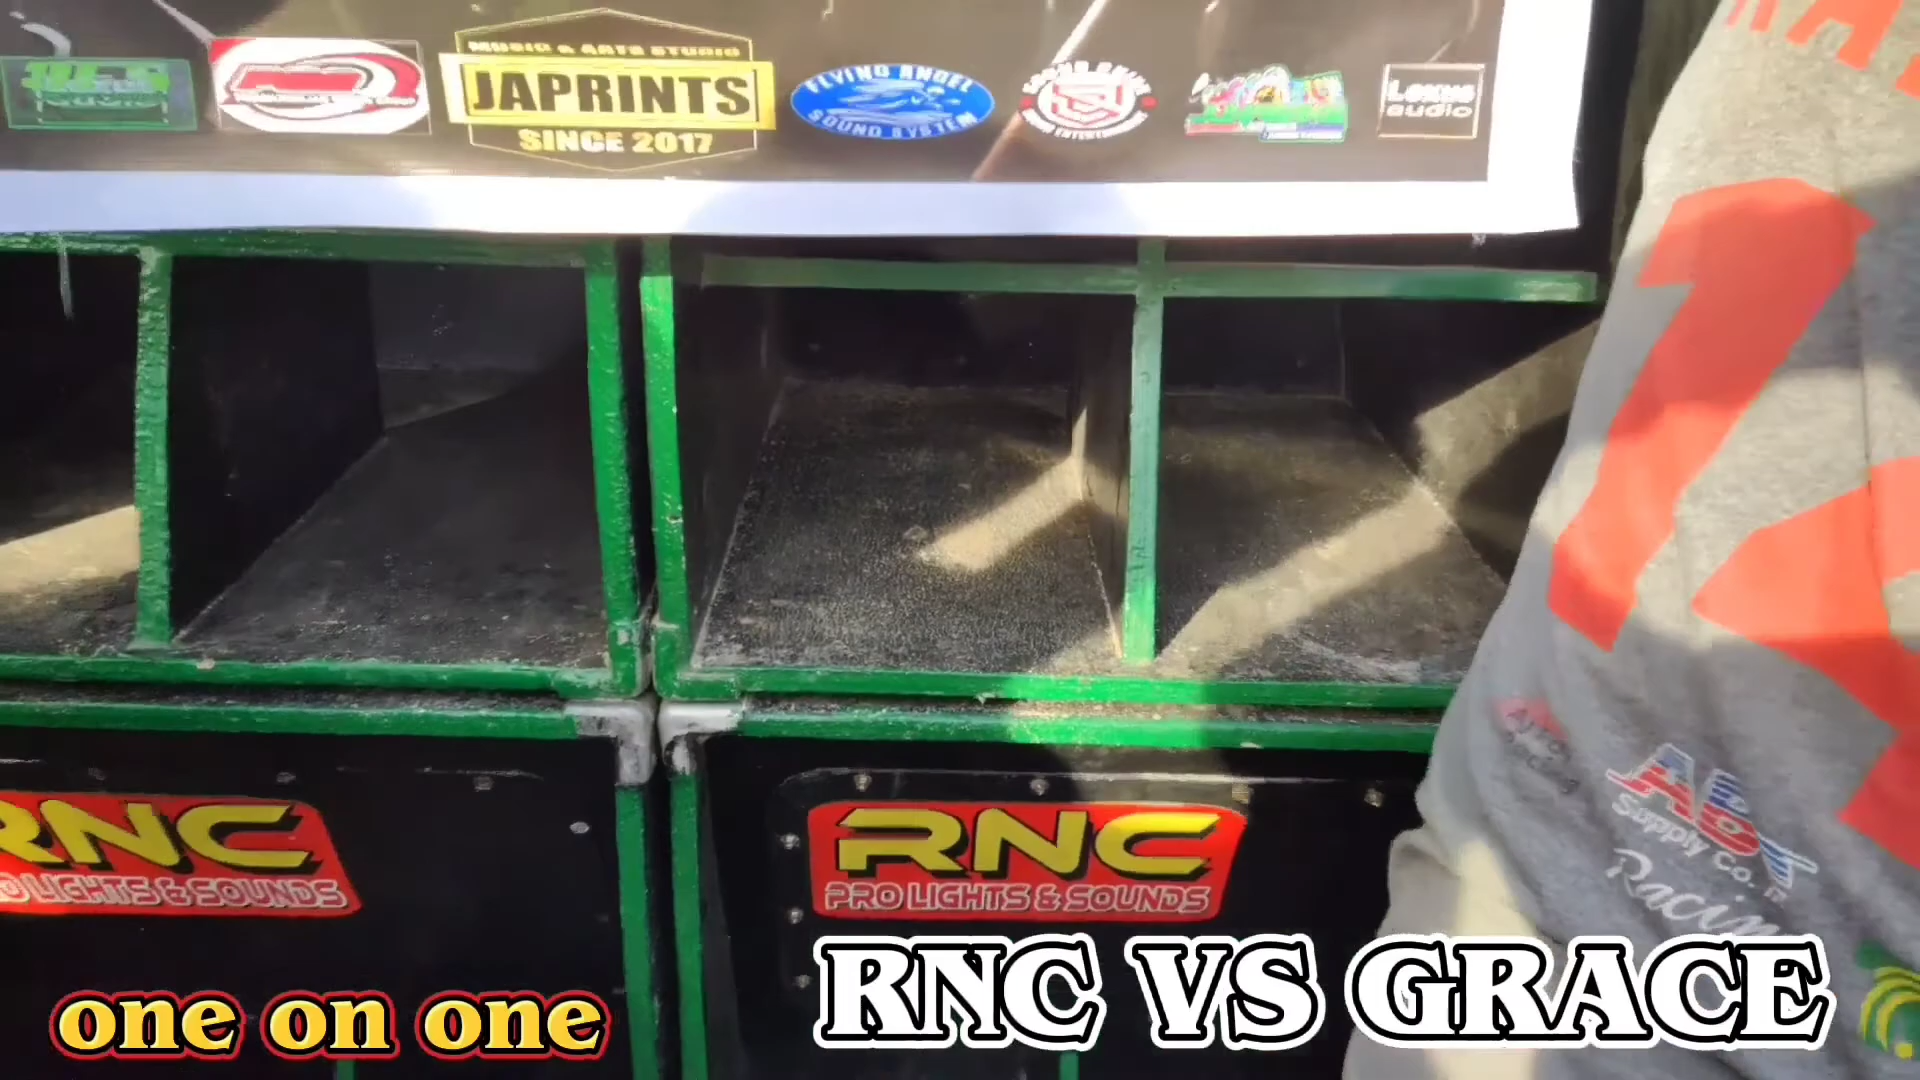 MUSIC & ARTS STUDIO
JAPRINTS
SINCE 2017
FLYING ANGEL
SOUND SYSTEM
Lexus
audio
RNC
PRO LIGHTS & SOUNDS
RNC
PRO LIGHTS & SOUNDS
Supply Co.
Racin
one on one
RNC VS GRACE